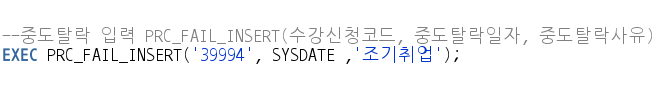 --중도탈락 입력 PRC_FAIL_INSERT(수강신청코드, 중도탈락일자, 중도탈락사유)
EXEC PRC_FAIL_INSERT('39994', SYSDATE ,'조기취업');